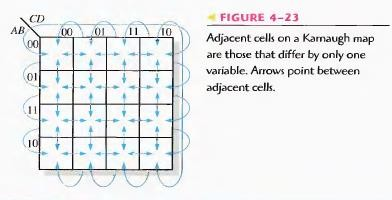 FIGURE 4-23
Adjacent cells on a Karnaugh map
are those that differ by only one
variable. Arrows point between
adjacent cells.
CD
AB
00 01 11 10
00
01
11
10